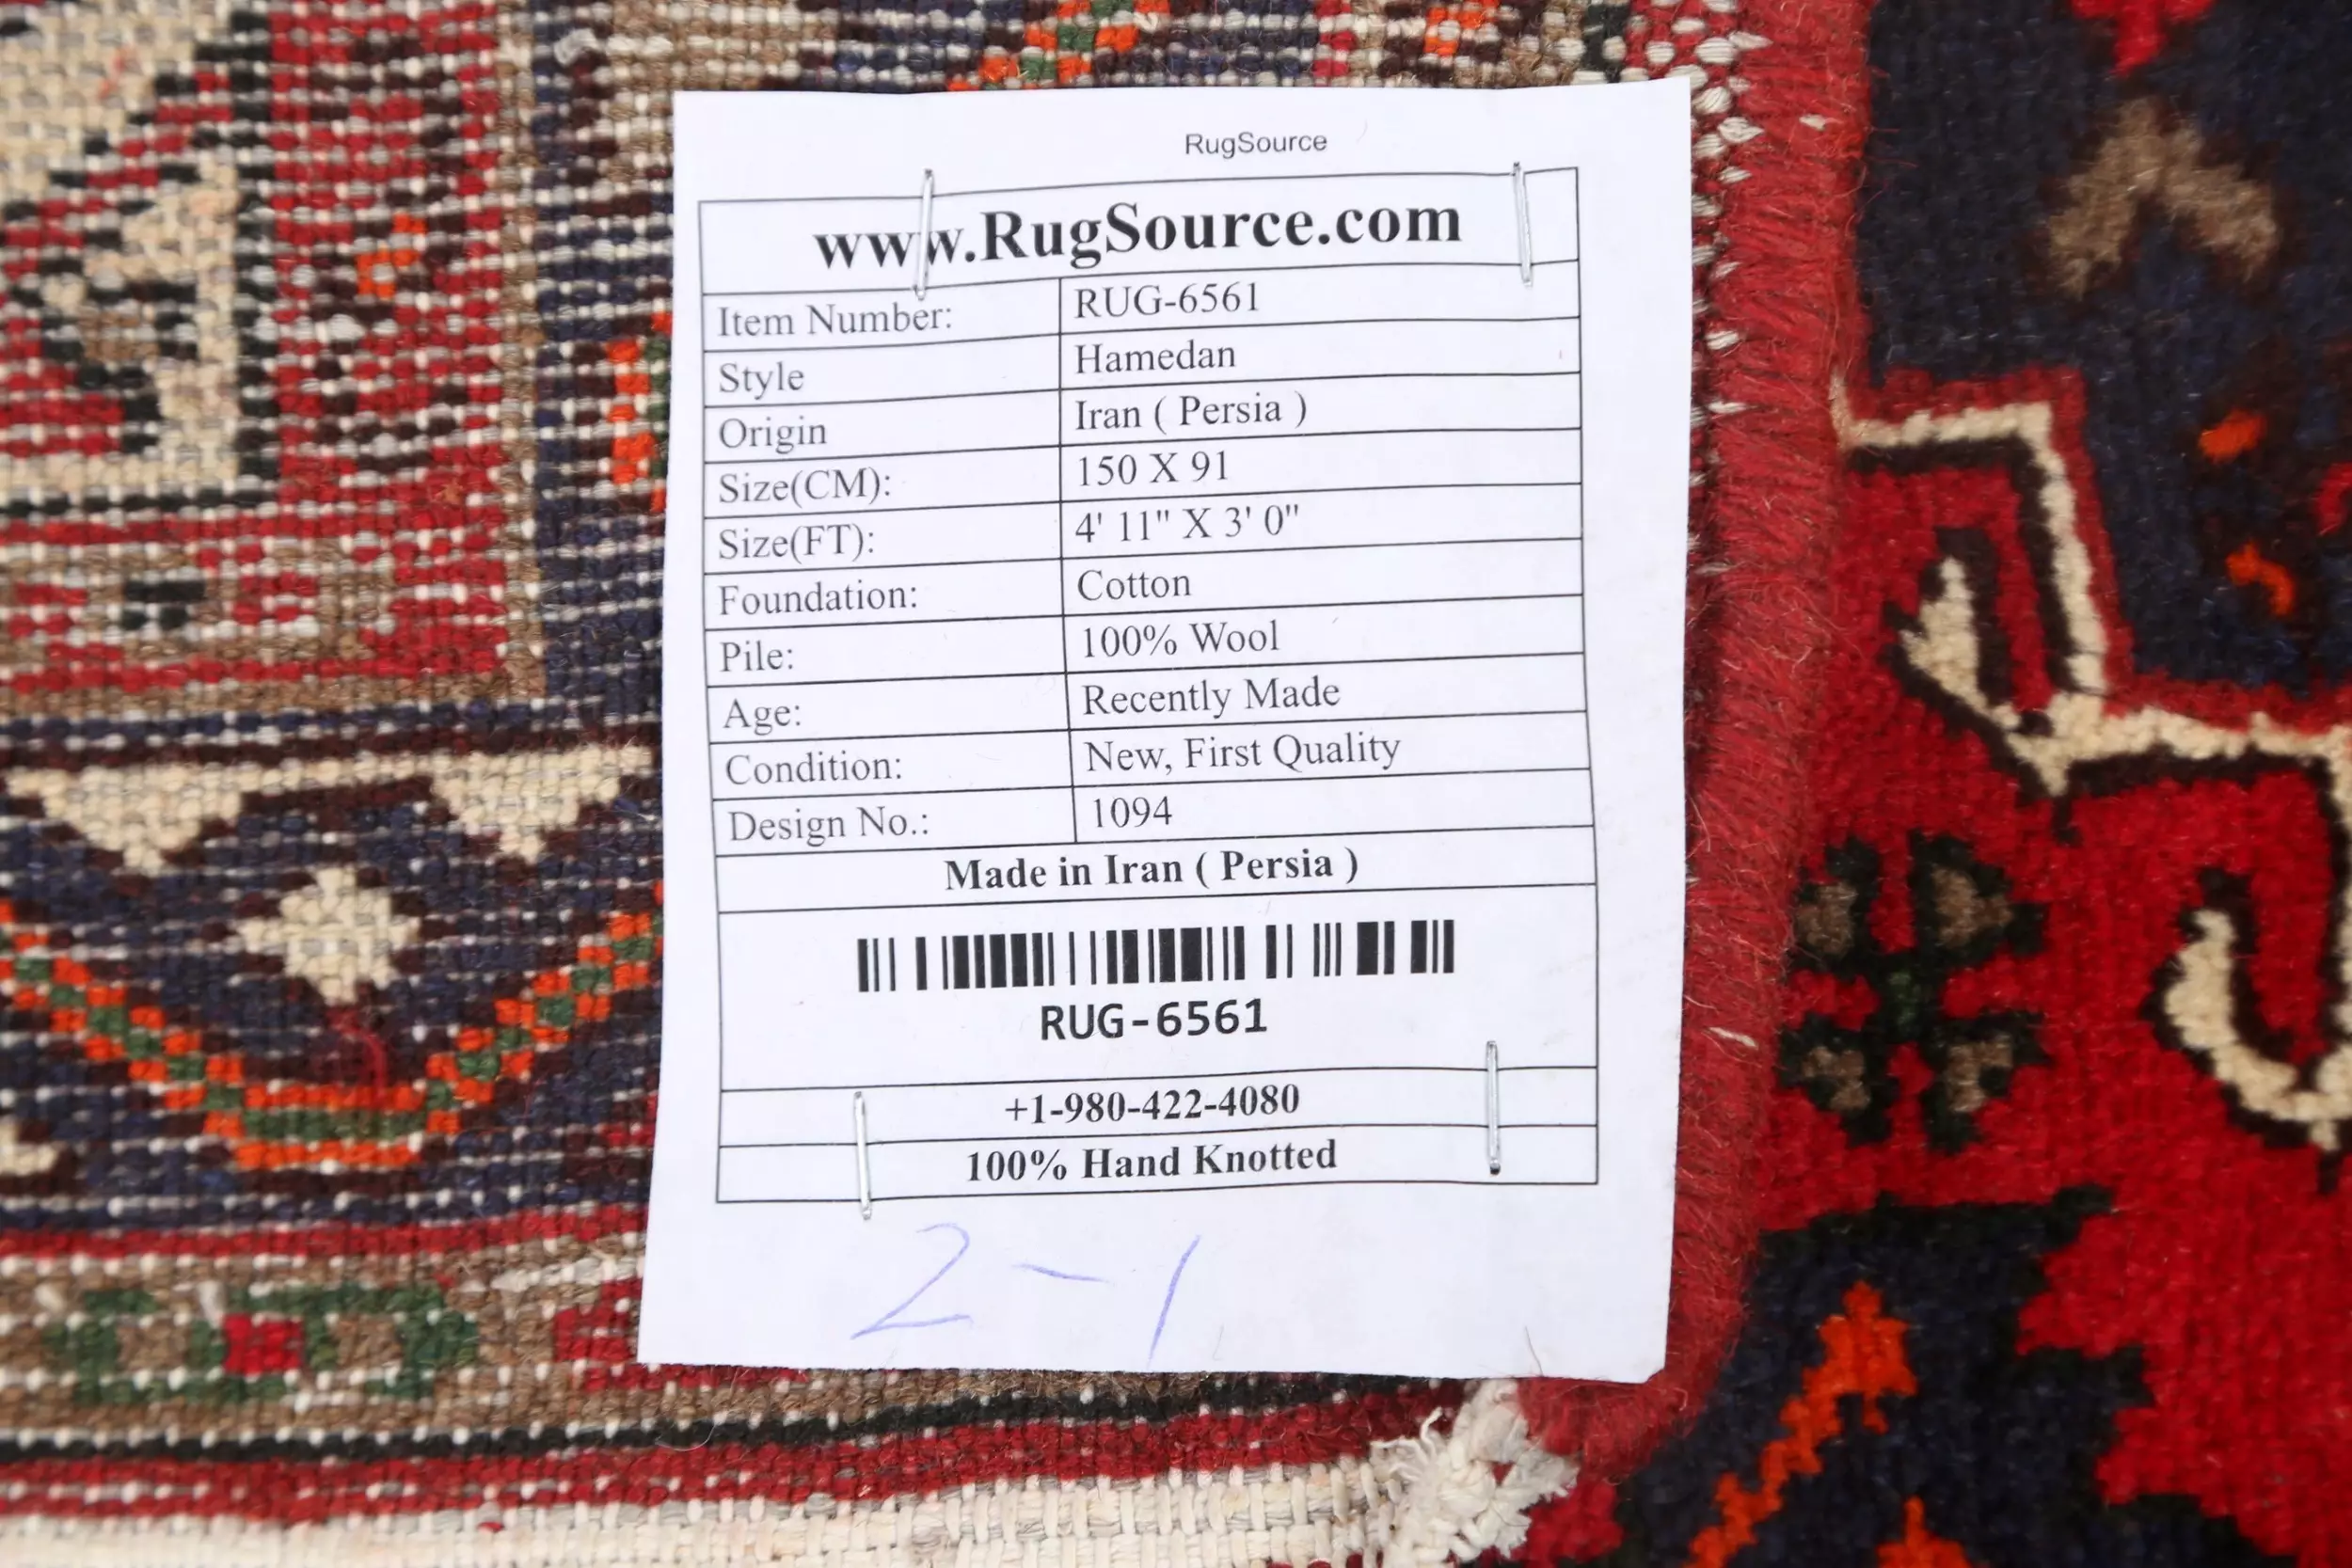 RugSource
www.RugSource.com
Item Number: RUG-6561
Style Hamedan
Origin Iran ( Persia )
Size(CM): 150 X 91
Size(FT): 4' 11" X 3' 0"
Foundation: Cotton
Pile: 100% Wool
Age: Recently Made
Condition: New, First Quality
Design No.: 1094
Made in Iran ( Persia )
RUG-6561
+1-980-422-4080
100% Hand Knotted
2-1